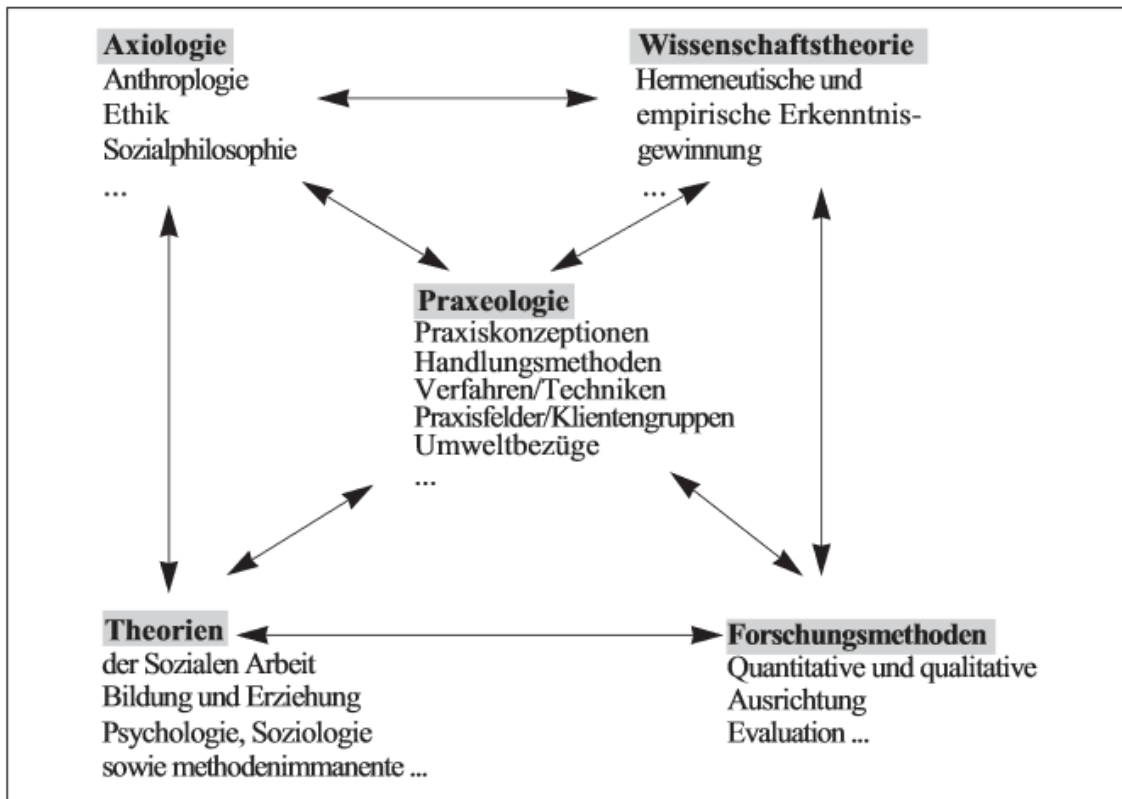 Axiologie
Anthroplogie
Ethik
Sozialphilosophie
...
Wissenschaftstheorie
Hermeneutische und
empirische Erkenntnis-
gewinnung
...
Praxeologie
Praxiskonzeptionen
Handlungsmethoden
Verfahren/Techniken
Praxisfelder/Klientengruppen
Umweltbezüge
...
Theorien
der Sozialen Arbeit
Bildung und Erziehung
Psychologie, Soziologie
sowie methodenimmanente ...
Forschungsmethoden
Quantitative und qualitative
Ausrichtung
Evaluation ...